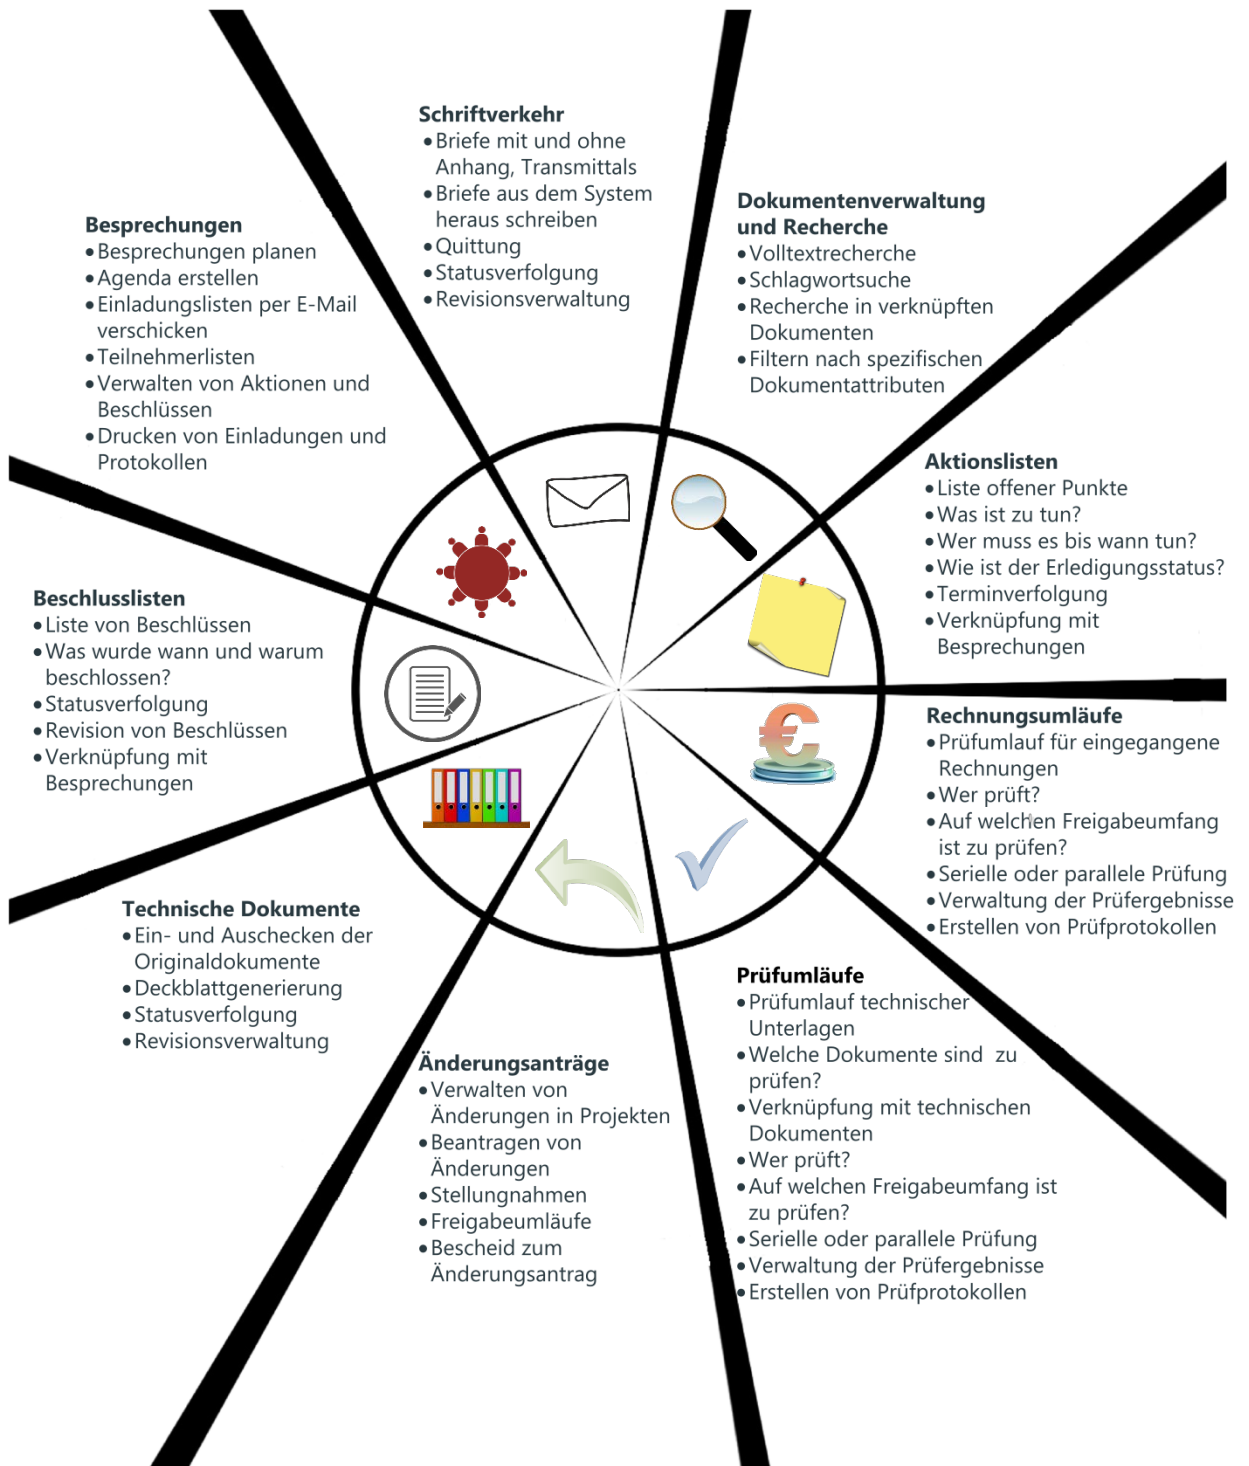 Schriftverkehr
• Briefe mit und ohne
Anhang, Transmittals
• Briefe aus dem System
heraus schreiben
• Quittung
• Statusverfolgung
• Revisionsverwaltung
Dokumentenverwaltung
und Recherche
• Volltextrecherche
• Schlagwortsuche
• Recherche in verknüpften
Dokumenten
• Filtern nach spezifischen
Dokumentattributen
Aktionslisten
• Liste offener Punkte
• Was ist zu tun?
• Wer muss es bis wann tun?
• Wie ist der Erledigungsstatus?
• Terminverfolgung
• Verknüpfung mit
Besprechungen
Rechnungsumläufe
• Prüfumlauf für eingegangene
Rechnungen
• Wer prüft?
• Auf welchen Freigabeumfang
ist zu prüfen?
• Serielle oder parallele Prüfung
• Verwaltung der Prüfergebnisse
• Erstellen von Prüfprotokollen
Prüfumläufe
• Prüfumlauf technischer
Unterlagen
• Welche Dokumente sind zu
prüfen?
• Verknüpfung mit technischen
Dokumenten
• Wer prüft?
• Auf welchen Freigabeumfang ist
zu prüfen?
• Serielle oder parallele Prüfung
• Verwaltung der Prüfergebnisse
• Erstellen von Prüfprotokollen
Änderungsanträge
• Verwalten von
Änderungen in Projekten
• Beantragen von
Änderungen
• Stellungnahmen
• Freigabeumläufe
• Bescheid zum
Änderungsantrag
Technische Dokumente
• Ein- und Auschecken der
Originaldokumente
• Deckblattgenerierung
• Statusverfolgung
• Revisionsverwaltung
Beschlusslisten
• Liste von Beschlüssen
• Was wurde wann und warum
beschlossen?
• Statusverfolgung
• Revision von Beschlüssen
• Verknüpfung mit
Besprechungen
Besprechungen
• Besprechungen planen
• Agenda erstellen
• Einladungslisten per E-Mail
verschicken
• Teilnehmerlisten
• Verwalten von Aktionen und
Beschlüssen
• Drucken von Einladungen und
Protokollen
€